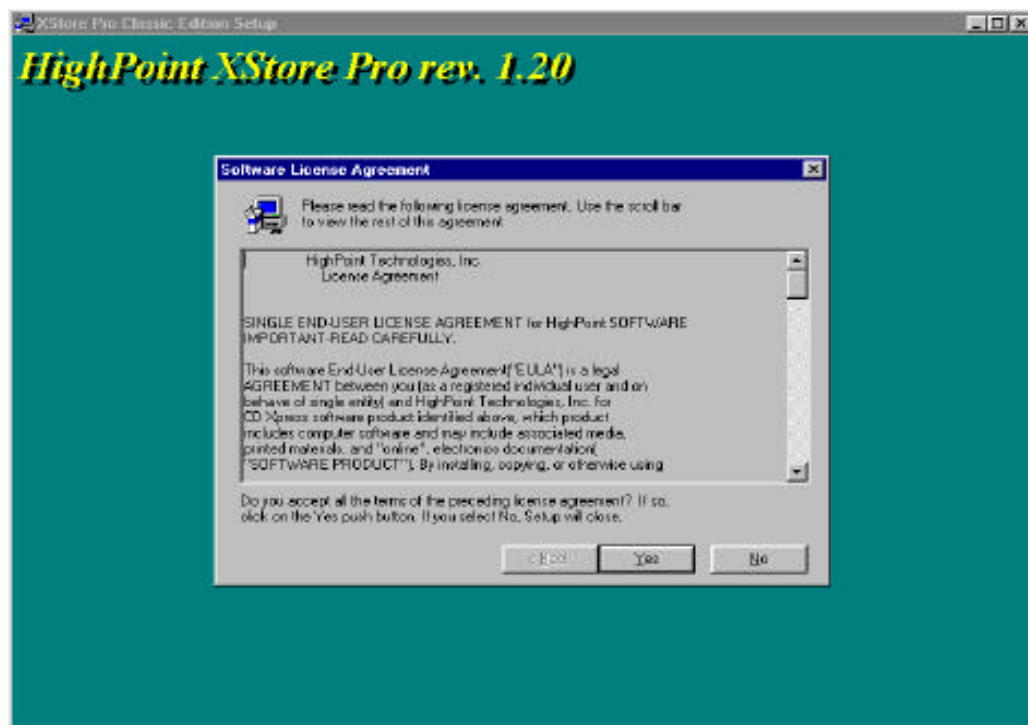 XStore Pro Classic Edition Setup
HighPoint XStore Pro rev. 1.20
Software License Agreement
Please read the following license agreement. Use the scroll bar
to view the rest of this agreement
HighPoint Technologies, Inc.
License Agreement
SINGLE END-USER LICENSE AGREEMENT for HighPoint SOFTWARE
IMPORTANT-READ CAREFULLY.
This software End-User License Agreement("EULA") is a legal
AGREEMENT between you (as a registered individual user and on
behave of single entity) and HighPoint Technologies, Inc. for
CD Xpress software product identified above, which product
includes computer software and may include associated media,
printed materials, and "online", electronics documentation(
"SOFTWARE PRODUCT"). By installing, copying, or otherwise using
Do you accept all the terms of the preceding license agreement? If so,
click on the Yes push button. If you select No, Setup will close.
< Back
Yes
No